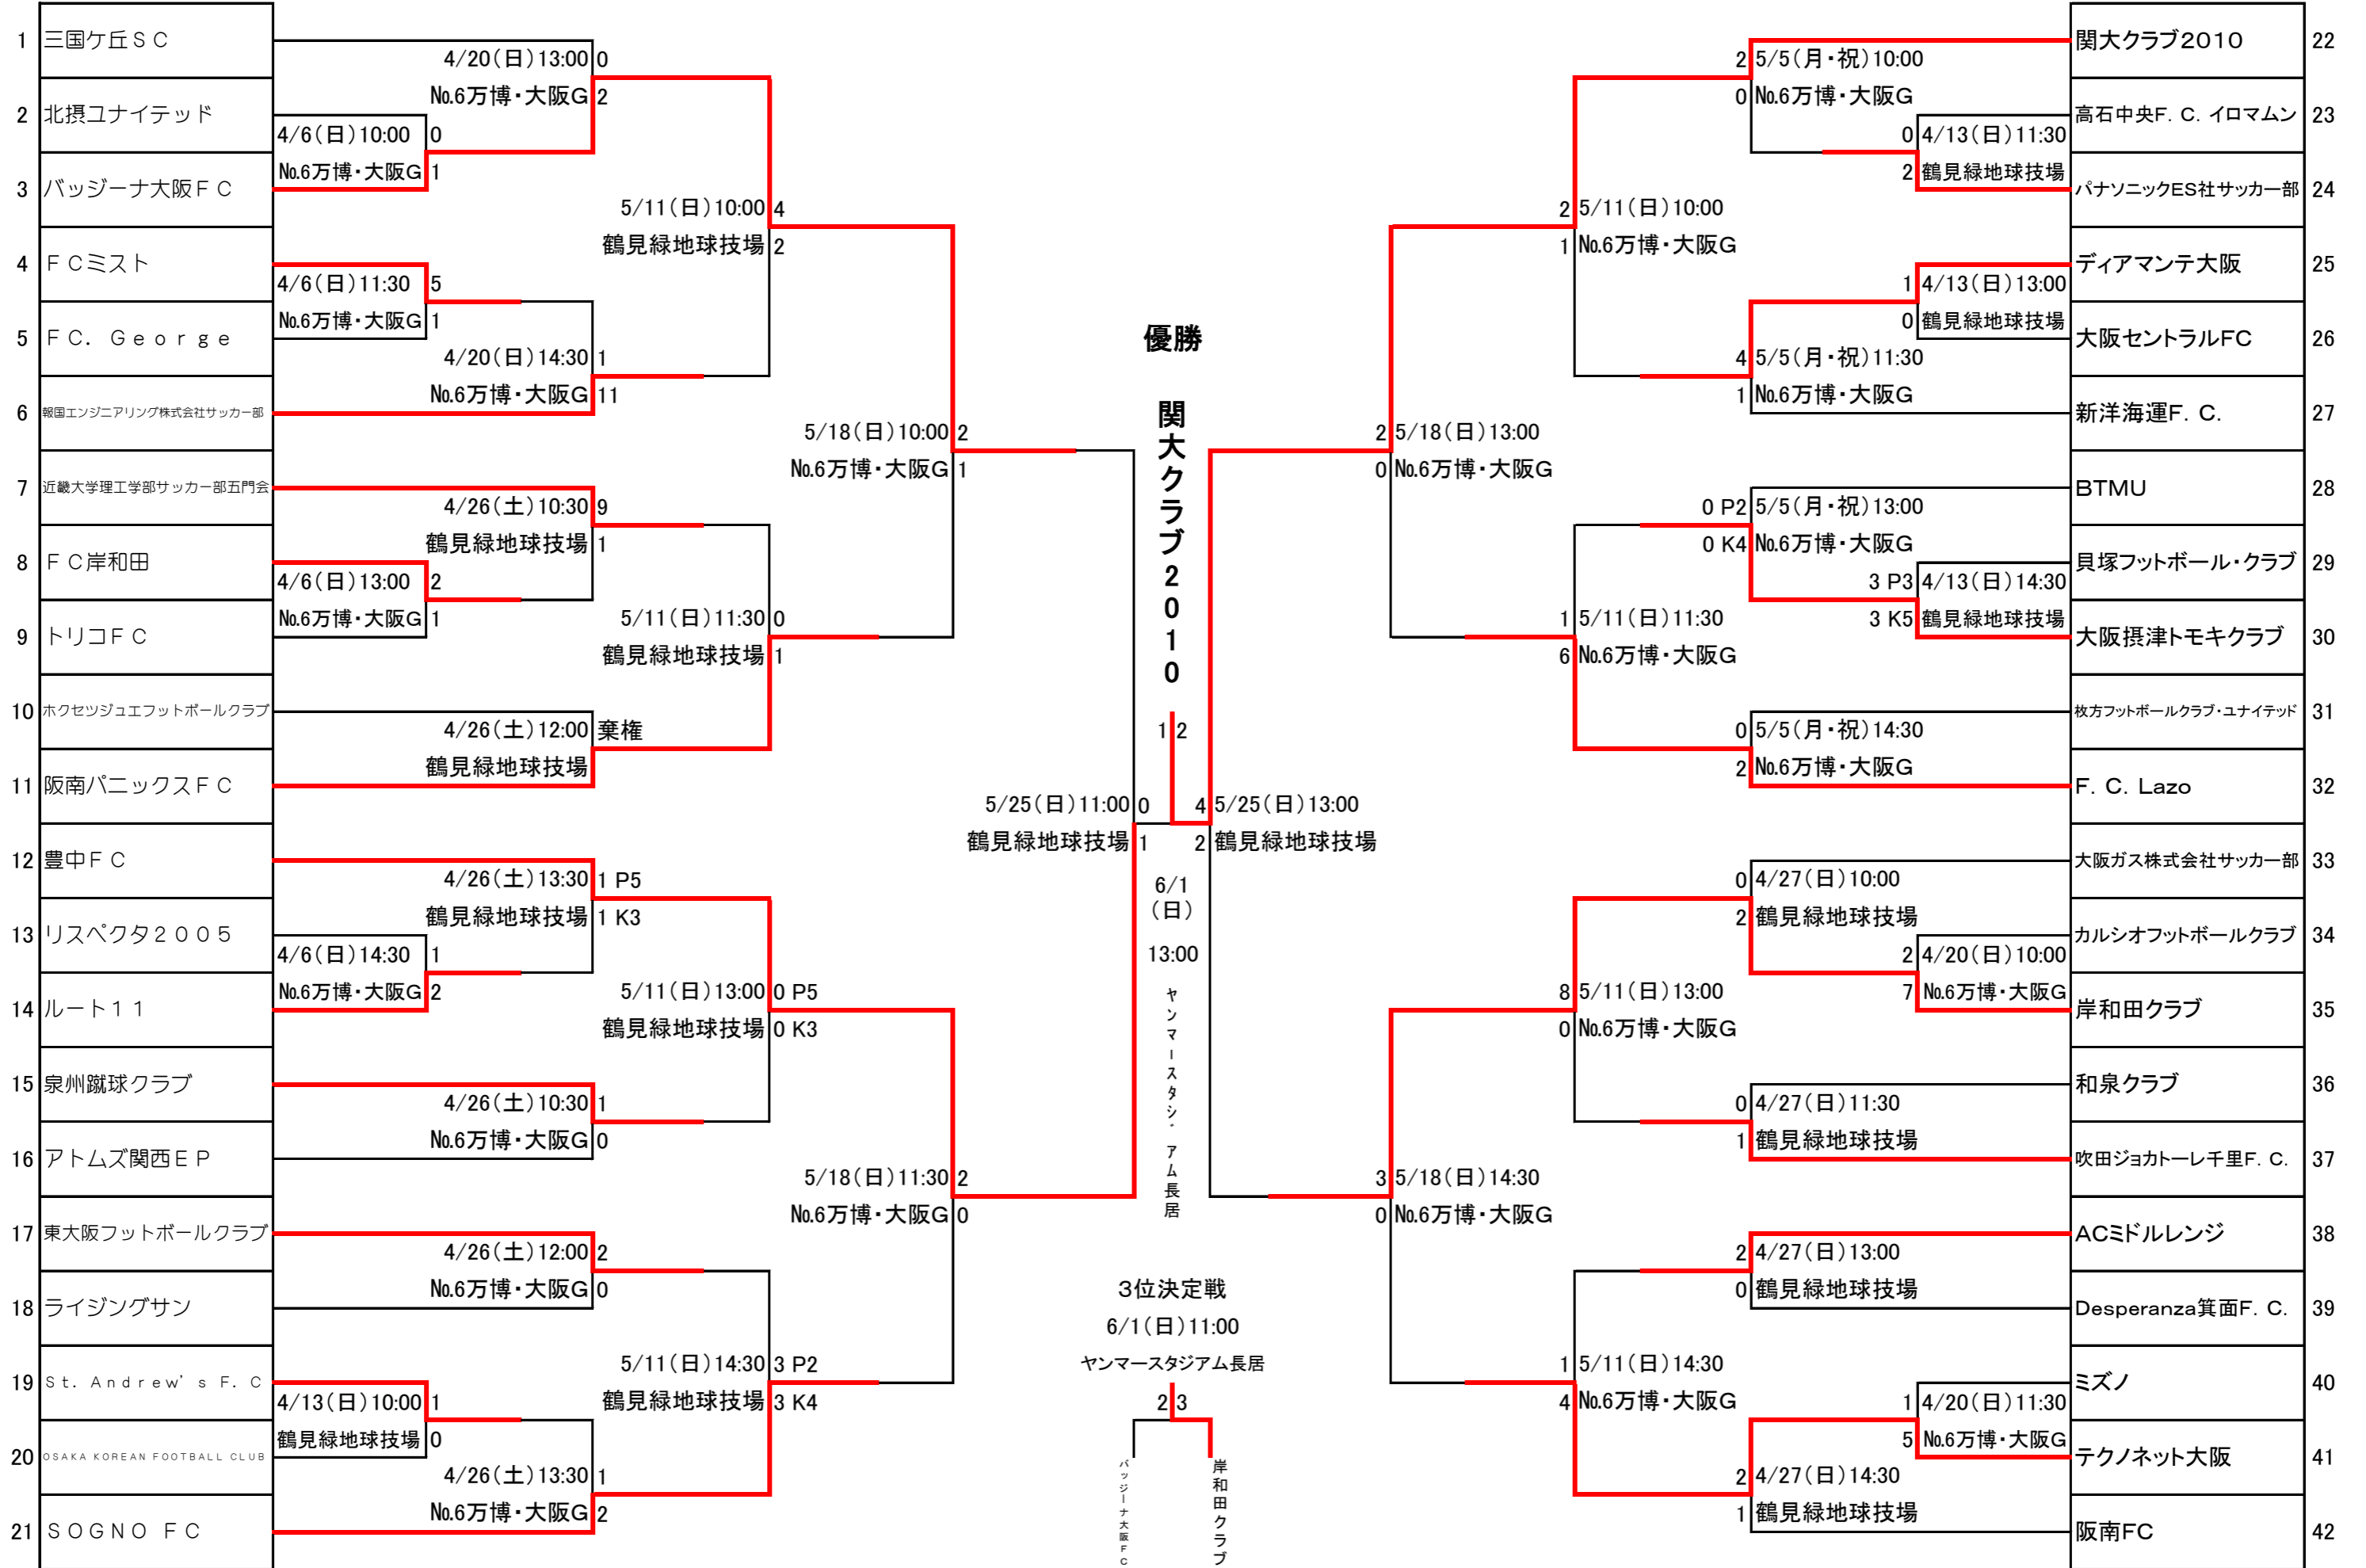 1 三国ケ丘ＳＣ
2 北摂ユナイテッド
3 バッジーナ大阪ＦＣ
4 ＦＣミスト
5 ＦＣ．Ｇｅｏｒｇｅ
6 報国エンジニアリング株式会社サッカー部
7 近畿大学理工学部サッカー部五門会
8 ＦＣ岸和田
9 トリコＦＣ
10 ホクセツジュエフットボールクラブ
11 阪南パニックスＦＣ
12 豊中ＦＣ
13 リスペクタ２００５
14 ルート１１
15 泉州蹴球クラブ
16 アトムズ関西ＥＰ
17 東大阪フットボールクラブ
18 ライジングサン
19 Ｓｔ．Ａｎｄｒｅｗ’ｓ Ｆ．Ｃ
20 ＯＳＡＫＡ ＫＯＲＥＡＮ ＦＯＯＴＢＡＬＬ ＣＬＵＢ
21 ＳＯＧＮＯ ＦＣ
4/6(日)10:00 0
№6万博・大阪G 1
4/6(日)11:30 5
№6万博・大阪G 1
4/6(日)13:00 2
№6万博・大阪G 1
4/6(日)14:30 1
№6万博・大阪G 2
4/13(日)10:00 1
鶴見緑地球技場 0
4/20(日)13:00 0
№6万博・大阪G 2
4/20(日)14:30 1
№6万博・大阪G 11
4/26(土)10:30 9
鶴見緑地球技場 1
4/26(土)12:00 棄権
鶴見緑地球技場
4/26(土)13:30 1 P5
鶴見緑地球技場 1 K3
4/26(土)10:30 1
№6万博・大阪G 0
4/26(土)12:00 2
№6万博・大阪G 0
4/26(土)13:30 1
№6万博・大阪G 2
5/11(日)10:00 4
鶴見緑地球技場 2
5/11(日)11:30 0
鶴見緑地球技場 1
5/11(日)13:00 0 P5
鶴見緑地球技場 0 K3
5/11(日)14:30 3 P2
鶴見緑地球技場 3 K4
5/18(日)10:00 2
№6万博・大阪G 1
5/18(日)11:30 2
№6万博・大阪G 0
5/25(日)11:00 0
鶴見緑地球技場 1
優勝
関大クラブ2010
1 2
6/1
(日)
13:00
ヤンマースタジアム長居
3位決定戦
6/1(日)11:00
ヤンマースタジアム長居
2 3
バッジーナ大阪FC
岸和田クラブ
4 5/25(日)13:00
2 鶴見緑地球技場
2 5/18(日)13:00
0 №6万博・大阪G
3 5/18(日)14:30
0 №6万博・大阪G
2 5/11(日)10:00
1 №6万博・大阪G
1 5/11(日)11:30
6 №6万博・大阪G
8 5/11(日)13:00
0 №6万博・大阪G
1 5/11(日)14:30
4 №6万博・大阪G
2 5/5(月・祝)10:00
0 №6万博・大阪G
4 5/5(月・祝)11:30
1 №6万博・大阪G
0 P2 5/5(月・祝)13:00
0 K4 №6万博・大阪G
0 5/5(月・祝)14:30
2 №6万博・大阪G
0 4/27(日)10:00
2 鶴見緑地球技場
0 4/27(日)11:30
1 鶴見緑地球技場
2 4/27(日)13:00
0 鶴見緑地球技場
2 4/27(日)14:30
1 鶴見緑地球技場
0 4/13(日)11:30
2 鶴見緑地球技場
1 4/13(日)13:00
0 鶴見緑地球技場
3 P3 4/13(日)14:30
3 K5 鶴見緑地球技場
2 4/20(日)10:00
7 №6万博・大阪G
1 4/20(日)11:30
5 №6万博・大阪G
関大クラブ2010 22
高石中央F．C．イロマムン 23
パナソニックES社サッカー部 24
ディアマンテ大阪 25
大阪セントラルFC 26
新洋海運F．C． 27
BTMU 28
貝塚フットボール・クラブ 29
大阪摂津トモキクラブ 30
枚方フットボールクラブ・ユナイテッド 31
F．C．Lazo 32
大阪ガス株式会社サッカー部 33
カルシオフットボールクラブ 34
岸和田クラブ 35
和泉クラブ 36
吹田ジョカトーレ千里F．C． 37
ACミドルレンジ 38
Desperanza箕面F．C． 39
ミズノ 40
テクノネット大阪 41
阪南FC 42